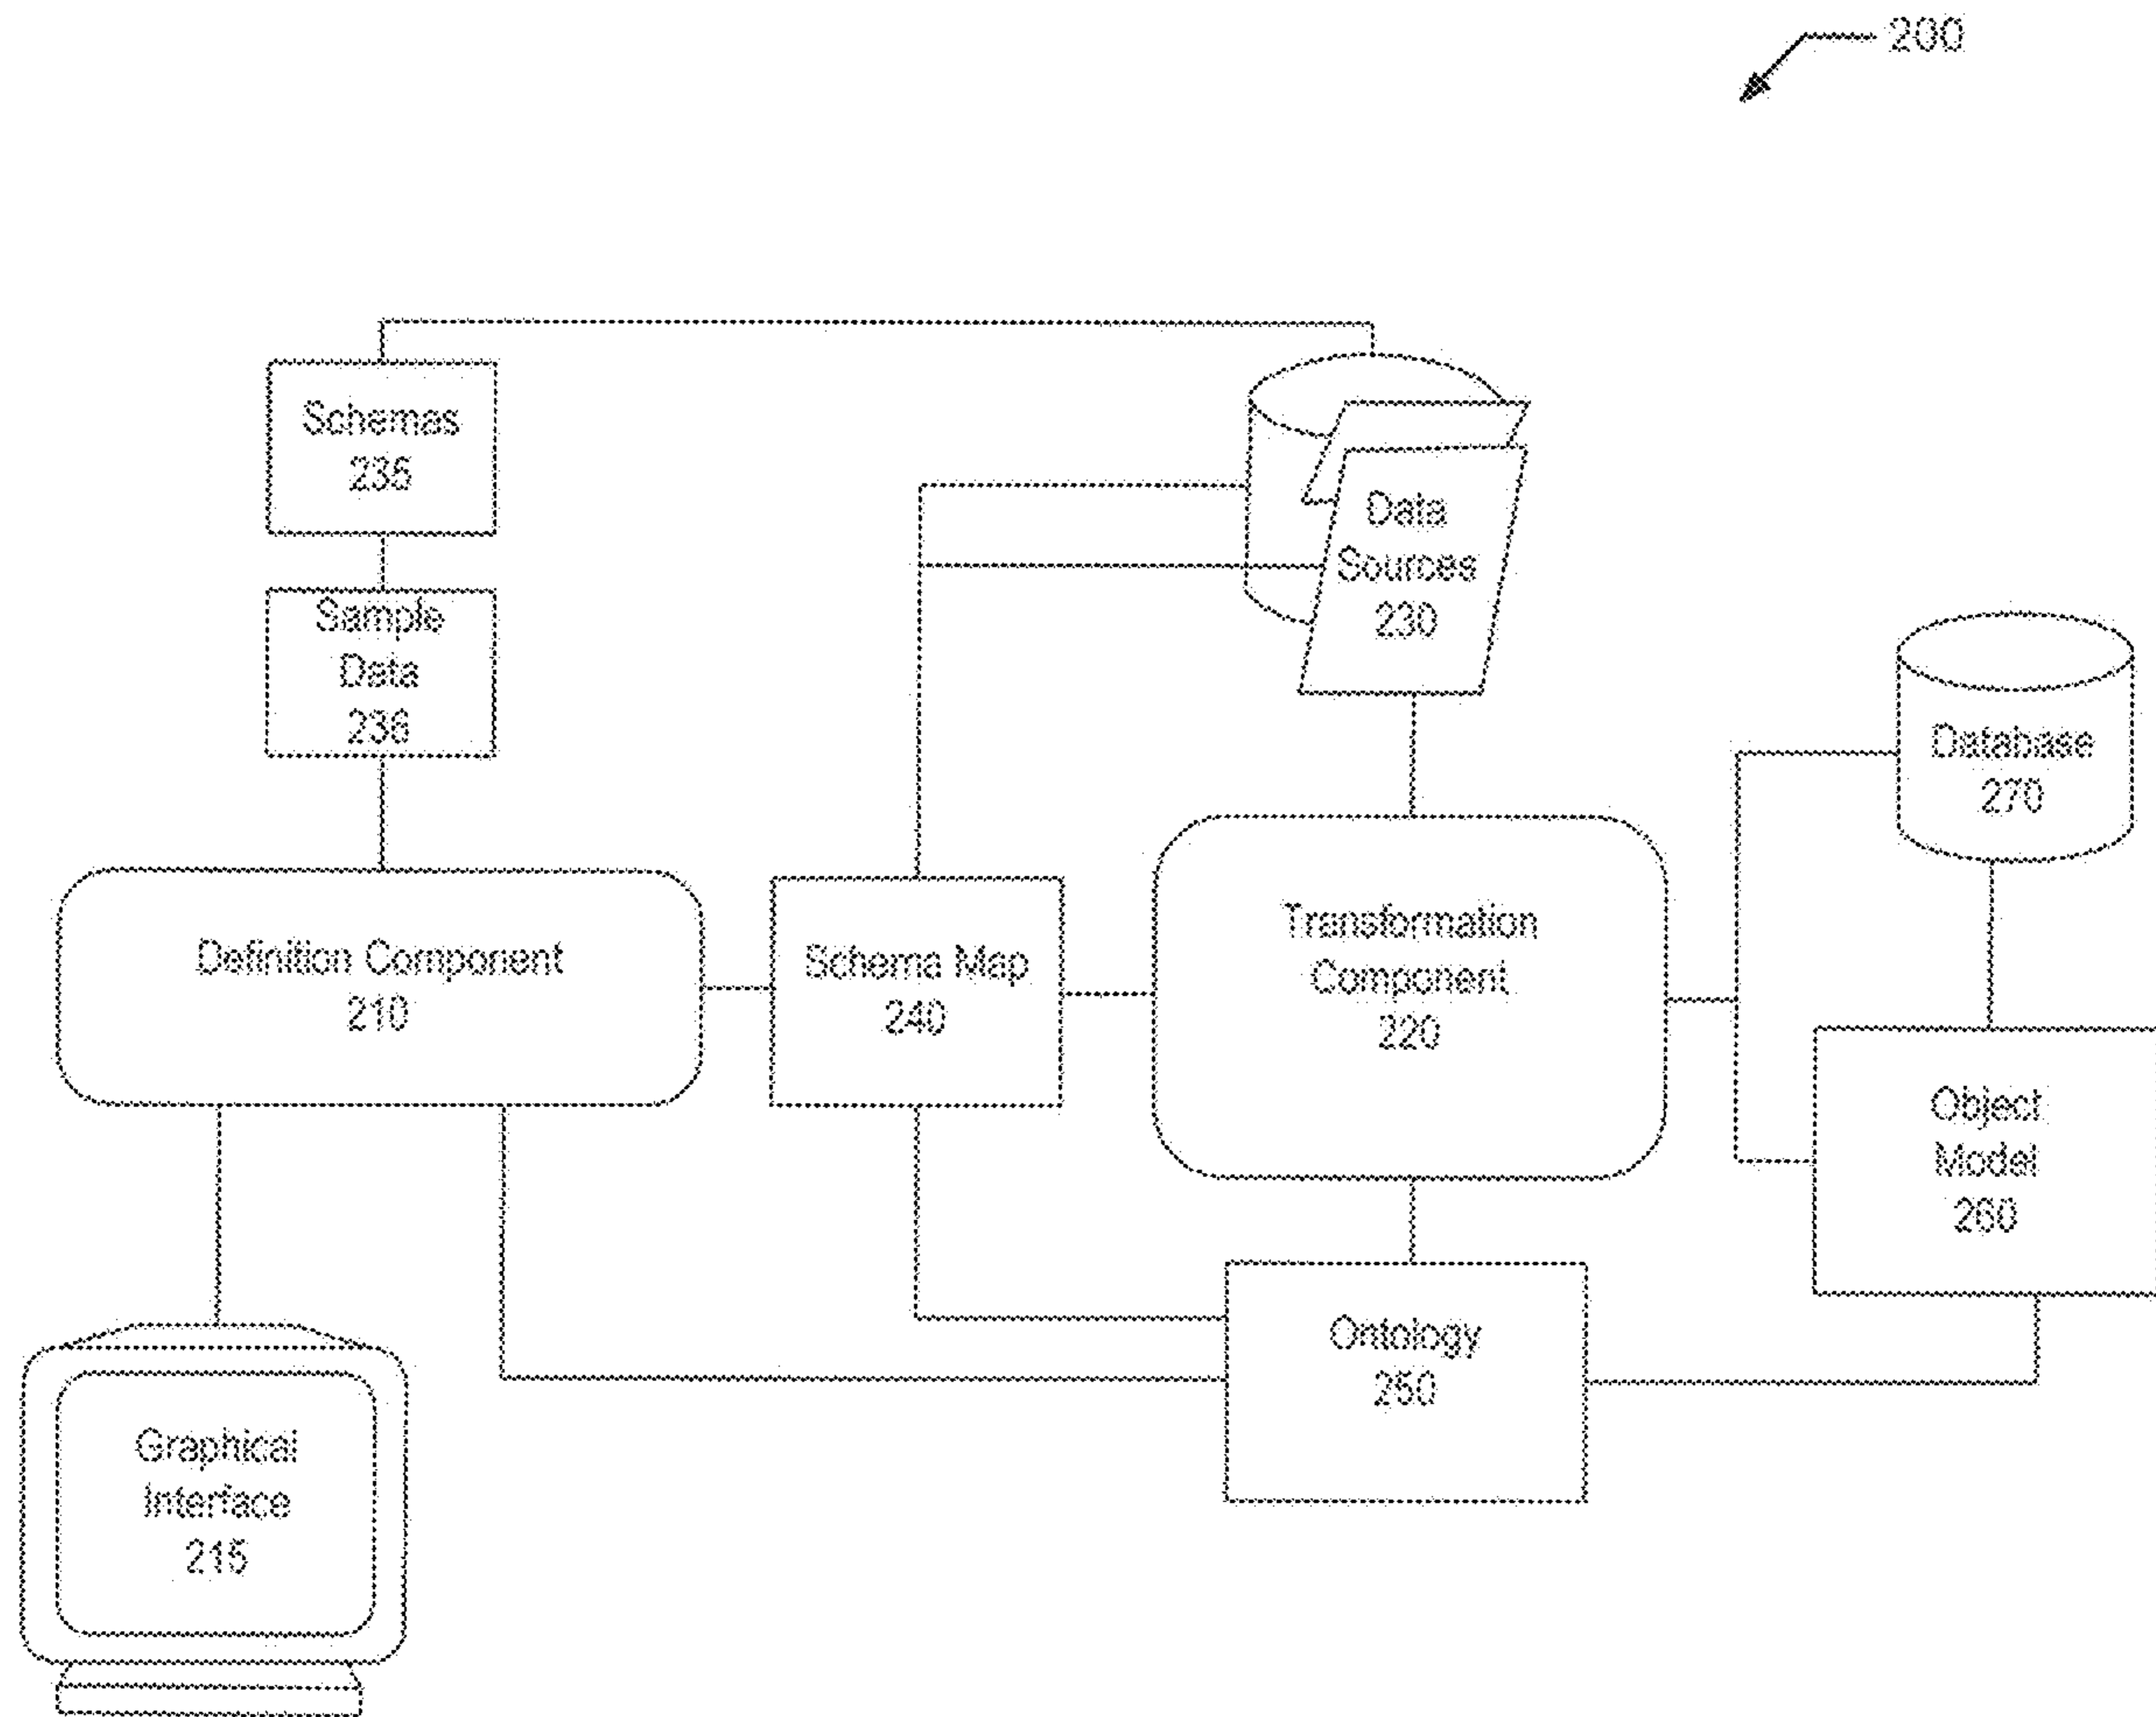 200
Schemas
235
Sample
Data
236
Data
Sources
230
Database
270
Definition Component
210
Schema Map
240
Transformation
Component
220
Object
Model
260
Ontology
250
Graphical
Interface
215